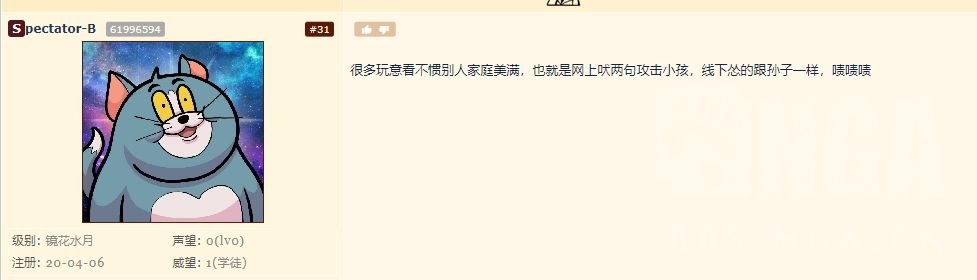 Spectator-B 61996594 #31
很多玩意看不惯别人家庭美满，也就是网上吠两句攻击小孩，线下怂的跟孙子一样，啧啧啧
级别: 镜花水月 声望: 0(lv0)
注册: 20-04-06 威望: 1(学徒)